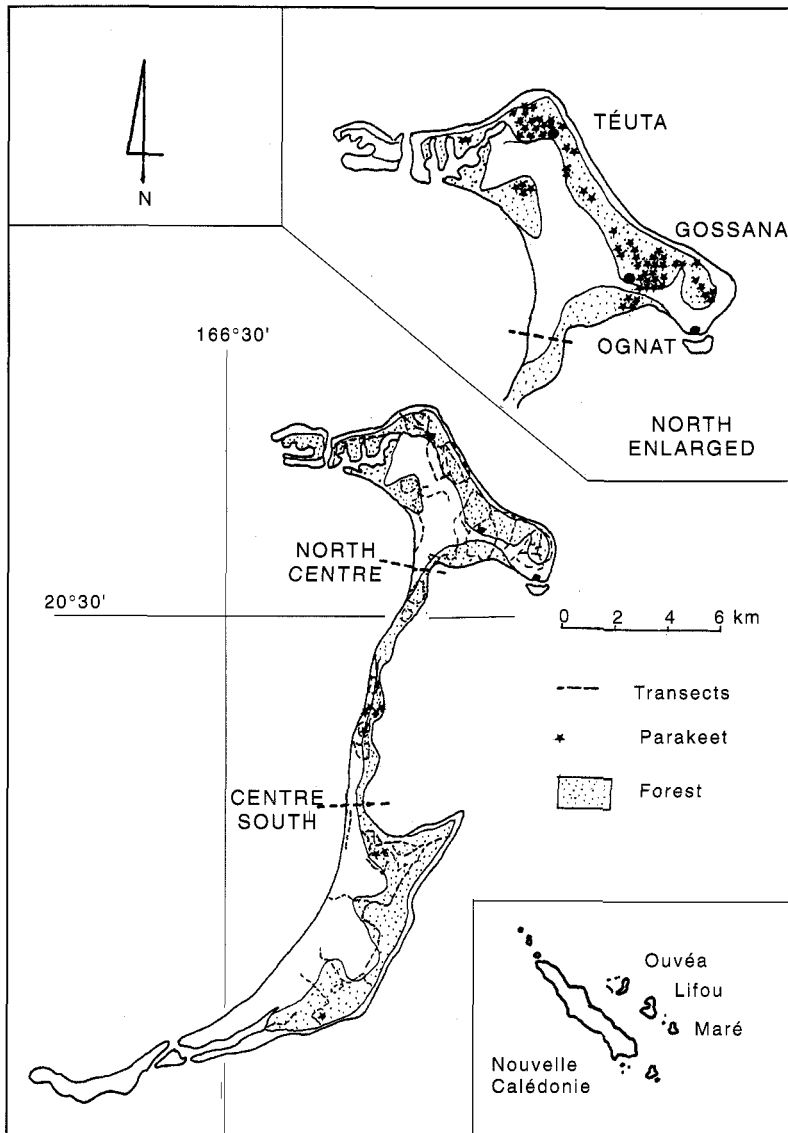 N
TÉUTA
GOSSANA
OGNAT
NORTH
ENLARGED
166°30'
NORTH
CENTRE
20°30'
0 2 4 6 km
Transects
Parakeet
Forest
CENTRE
SOUTH
Ouvéa
Lifou
Maré
Nouvelle
Calédonie